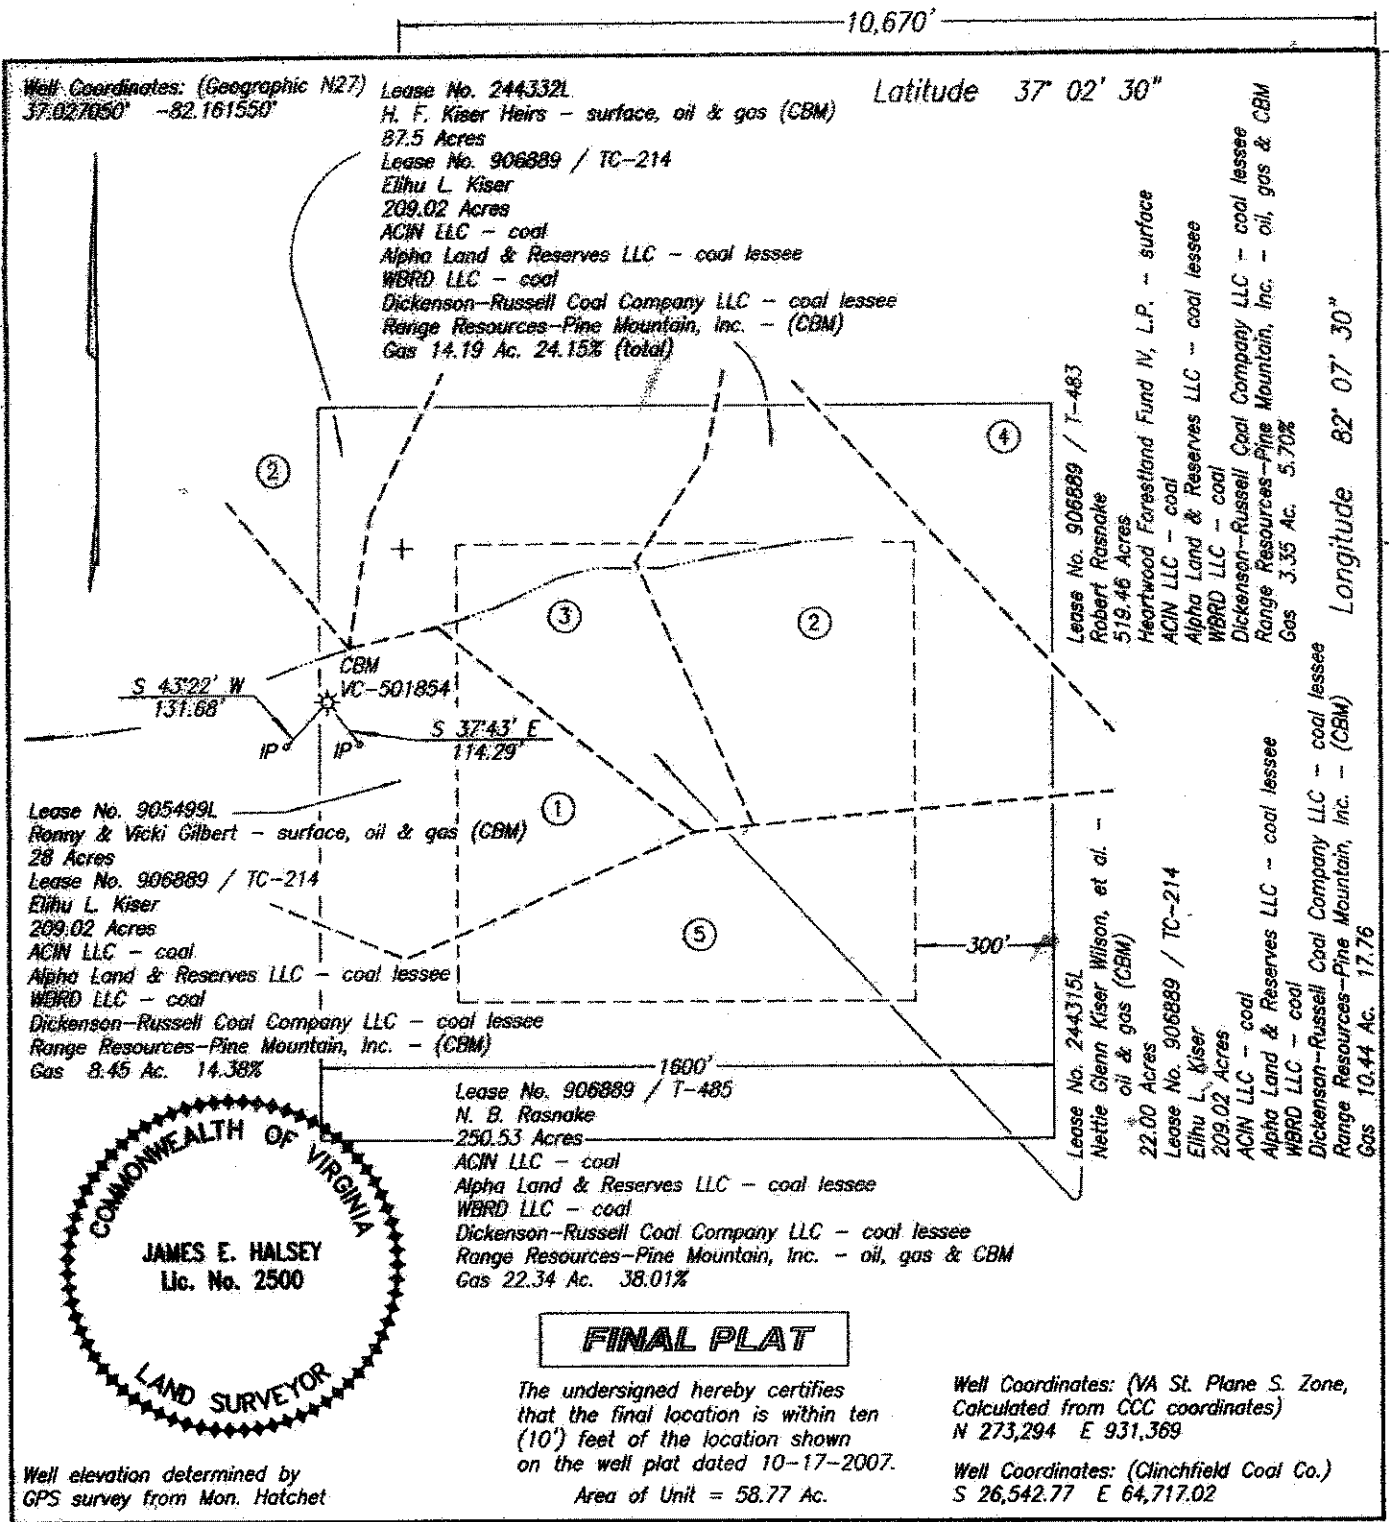 10,670'
Well Coordinates: (Geographic N27)
37.027050° -82.161550°
Latitude 37° 02' 30"
Lease No. 244332L
H. F. Kiser Heirs - surface, oil & gas (CBM)
87.5 Acres
Lease No. 906889 / TC-214
Elihu L. Kiser
209.02 Acres
ACIN LLC - coal
Alpha Land & Reserves LLC - coal lessee
WBRD LLC - coal
Dickenson-Russell Coal Company LLC - coal lessee
Range Resources-Pine Mountain, Inc. - (CBM)
Gas 14.19 Ac. 24.15% (total)
Lease No. 906889 / T-483
Robert Rasnake
519.46 Acres
Heartwood Forestland Fund IV, L.P. - surface
ACIN LLC - coal
Alpha Land & Reserves LLC - coal lessee
WBRD LLC - coal
Dickenson-Russell Coal Company LLC - coal lessee
Range Resources-Pine Mountain, Inc. - oil, gas & CBM
Gas 3.35 Ac. 5.70%
Longitude 82° 07' 30"
2
4
3
2
1
5
CBM
VC-501854
S 43°22' W
131.68'
S 37°43' E
114.29'
IP
IP
300'
1600'
Lease No. 905499L
Ronny & Vicki Gilbert - surface, oil & gas (CBM)
28 Acres
Lease No. 906889 / TC-214
Elihu L. Kiser
209.02 Acres
ACIN LLC - coal
Alpha Land & Reserves LLC - coal lessee
WBRD LLC - coal
Dickenson-Russell Coal Company LLC - coal lessee
Range Resources-Pine Mountain, Inc. - (CBM)
Gas 8.45 Ac. 14.38%
Lease No. 244315L
Nettie Glenn Kiser Wilson, et al. -
oil & gas (CBM)
22.00 Acres
Lease No. 906889 / TC-214
Elihu L. Kiser
209.02 Acres
ACIN LLC - coal
Alpha Land & Reserves LLC - coal lessee
WBRD LLC - coal
Dickenson-Russell Coal Company LLC - coal lessee
Range Resources-Pine Mountain, Inc. - (CBM)
Gas 10.44 Ac. 17.76
Lease No. 906889 / T-485
N. B. Rasnake
250.53 Acres
ACIN LLC - coal
Alpha Land & Reserves LLC - coal lessee
WBRD LLC - coal
Dickenson-Russell Coal Company LLC - coal lessee
Range Resources-Pine Mountain, Inc. - oil, gas & CBM
Gas 22.34 Ac. 38.01%
COMMONWEALTH OF VIRGINIA
JAMES E. HALSEY
Lic. No. 2500
LAND SURVEYOR
FINAL PLAT
The undersigned hereby certifies
that the final location is within ten
(10') feet of the location shown
on the well plat dated 10-17-2007.
Area of Unit = 58.77 Ac.
Well Coordinates: (VA St. Plane S. Zone,
Calculated from CCC coordinates)
N 273,294 E 931,369
Well Coordinates: (Clinchfield Coal Co.)
S 26,542.77 E 64,717.02
Well elevation determined by
GPS survey from Mon. Hatchet